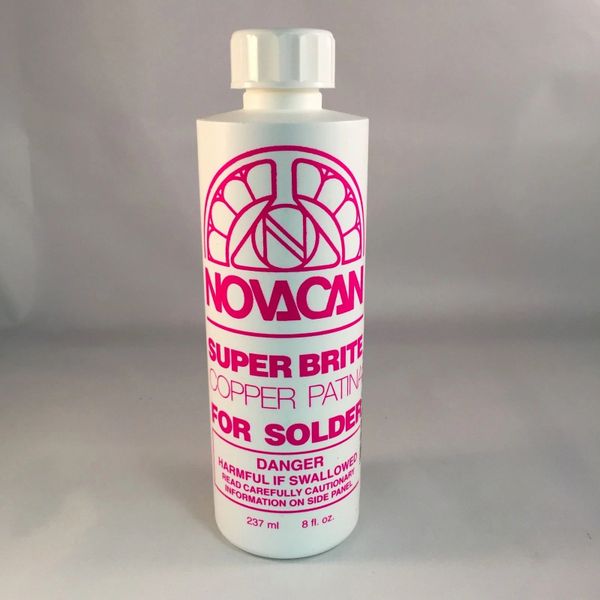 N
NOVACAN
SUPER BRITE
COPPER PATINA
FOR SOLDER
DANGER
HARMFUL IF SWALLOWED
READ CAREFULLY CAUTIONARY
INFORMATION ON SIDE PANEL
237 ml 8 fl. oz.